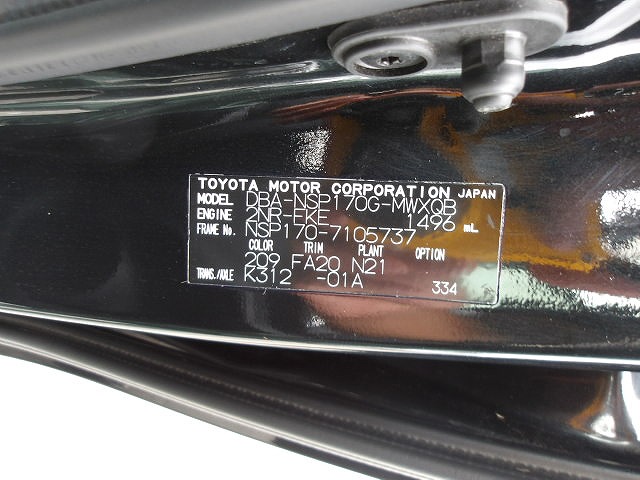 TOYOTA MOTOR CORPORATION JAPAN
MODEL DBA-NSP170G-MWXQB
ENGINE 2NR-FKE 1496 mL
FRAME No. NSP170-7105737
COLOR TRIM PLANT OPTION
209 FA20 N21
TRANS./AXLE K312 -01A 334